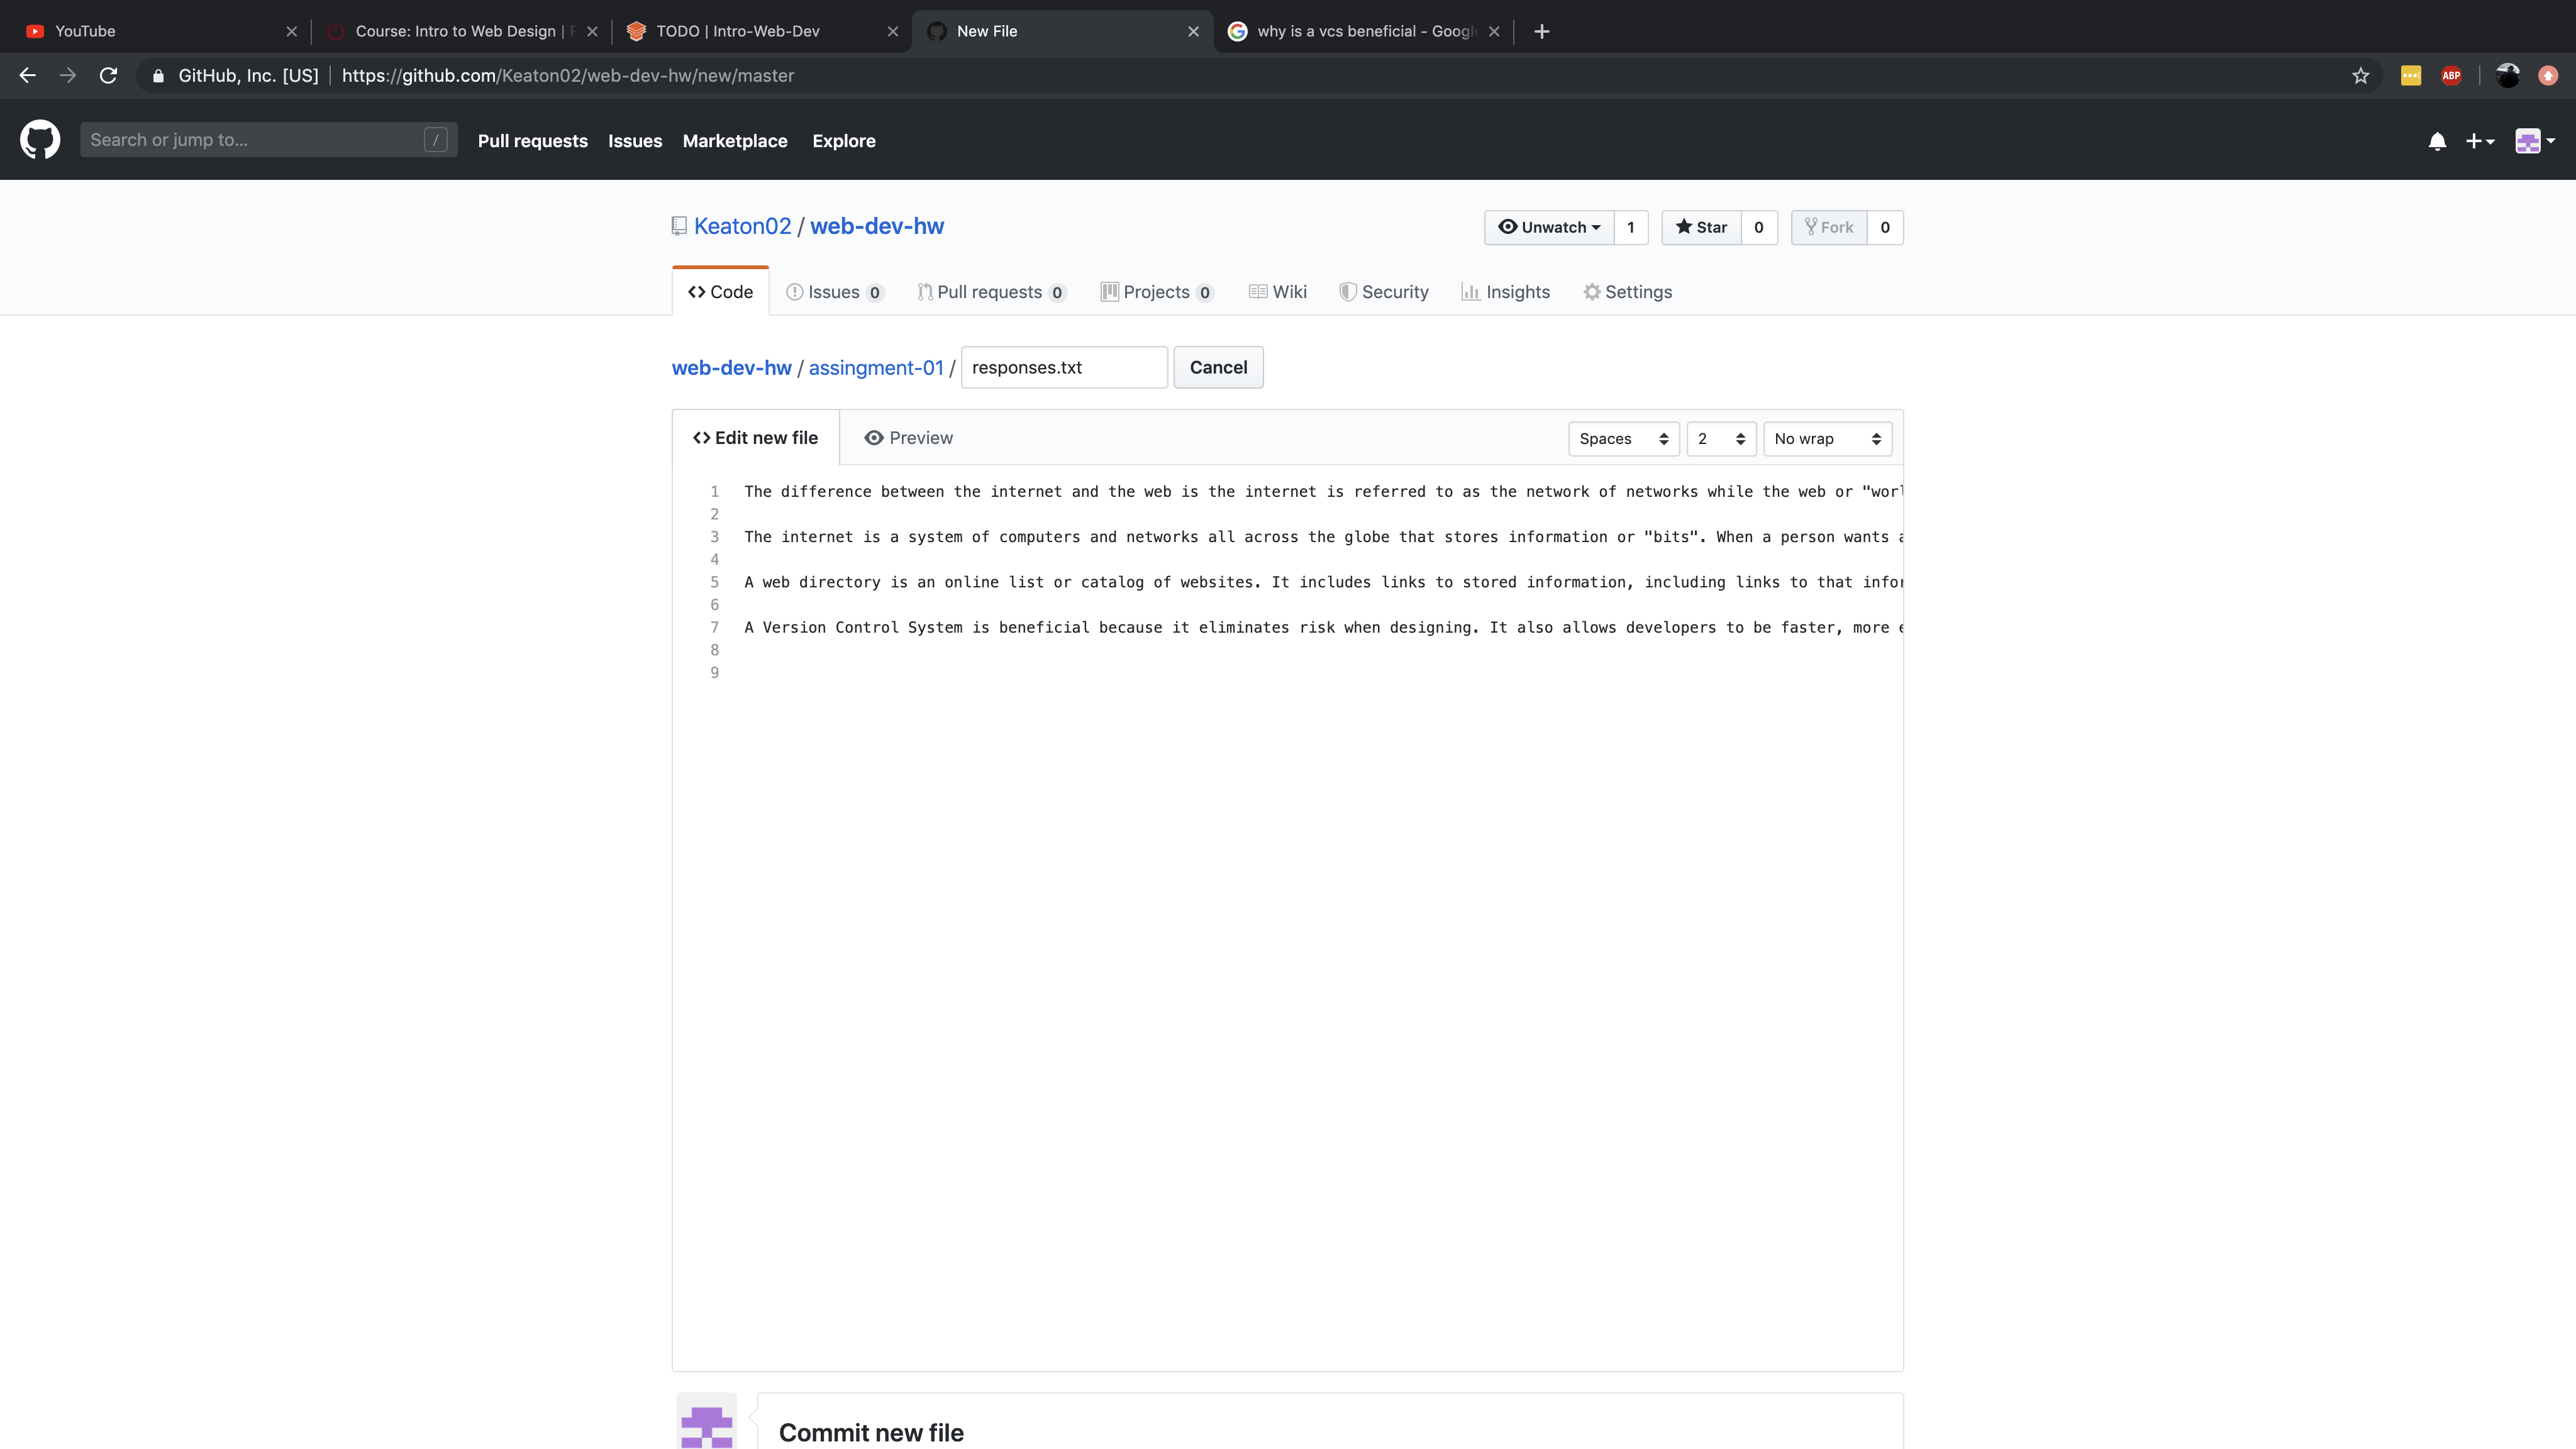 YouTube
Course: Intro to Web Design |
TODO | Intro-Web-Dev
New File
why is a vcs beneficial - Googl
GitHub, Inc. [US] | https://github.com/Keaton02/web-dev-hw/new/master
ABP
Search or jump to... /
Pull requests Issues Marketplace Explore
Keaton02 / web-dev-hw
Unwatch 1 Star 0 Fork 0
Code Issues 0 Pull requests 0 Projects 0 Wiki Security Insights Settings
web-dev-hw / assingment-01 / responses.txt Cancel
Edit new file Preview Spaces 2 No wrap
1 The difference between the internet and the web is the internet is referred to as the network of networks while the web or "worl
2
3 The internet is a system of computers and networks all across the globe that stores information or "bits". When a person wants a
4
5 A web directory is an online list or catalog of websites. It includes links to stored information, including links to that infor
6
7 A Version Control System is beneficial because it eliminates risk when designing. It also allows developers to be faster, more e
8
9
Commit new file